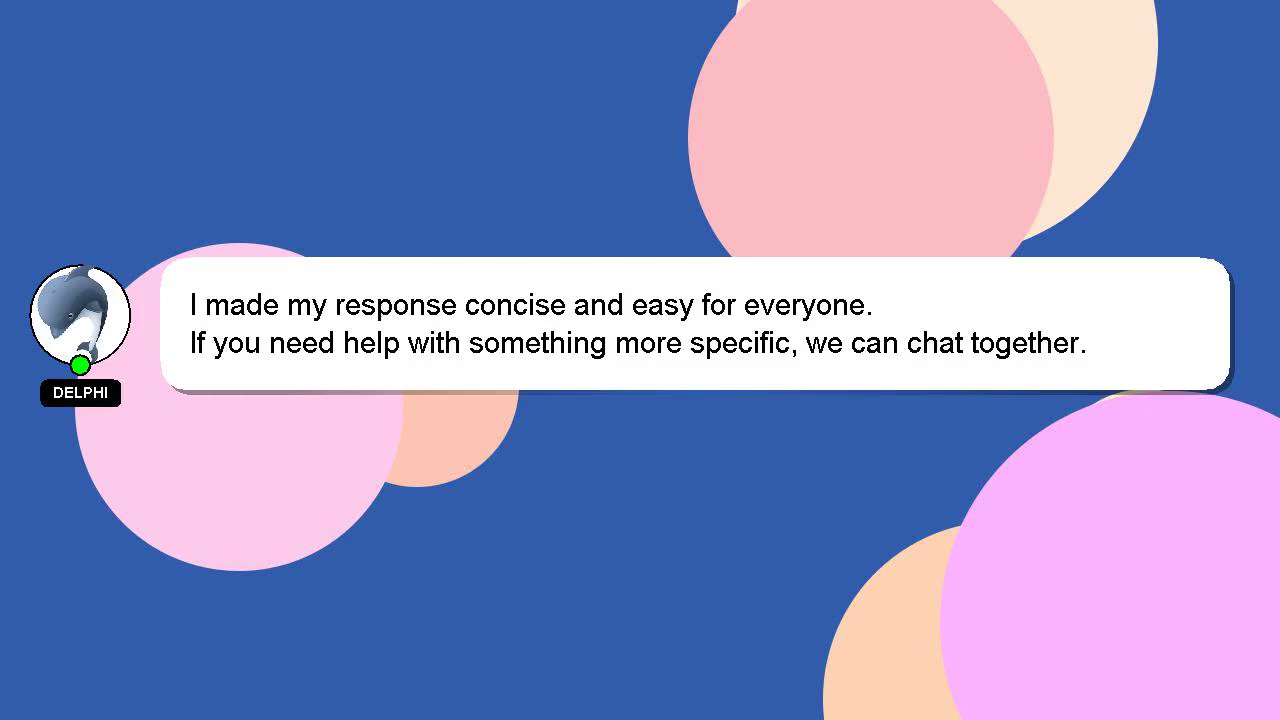 I made my response concise and easy for everyone.
If you need help with something more specific, we can chat together.
DELPHI